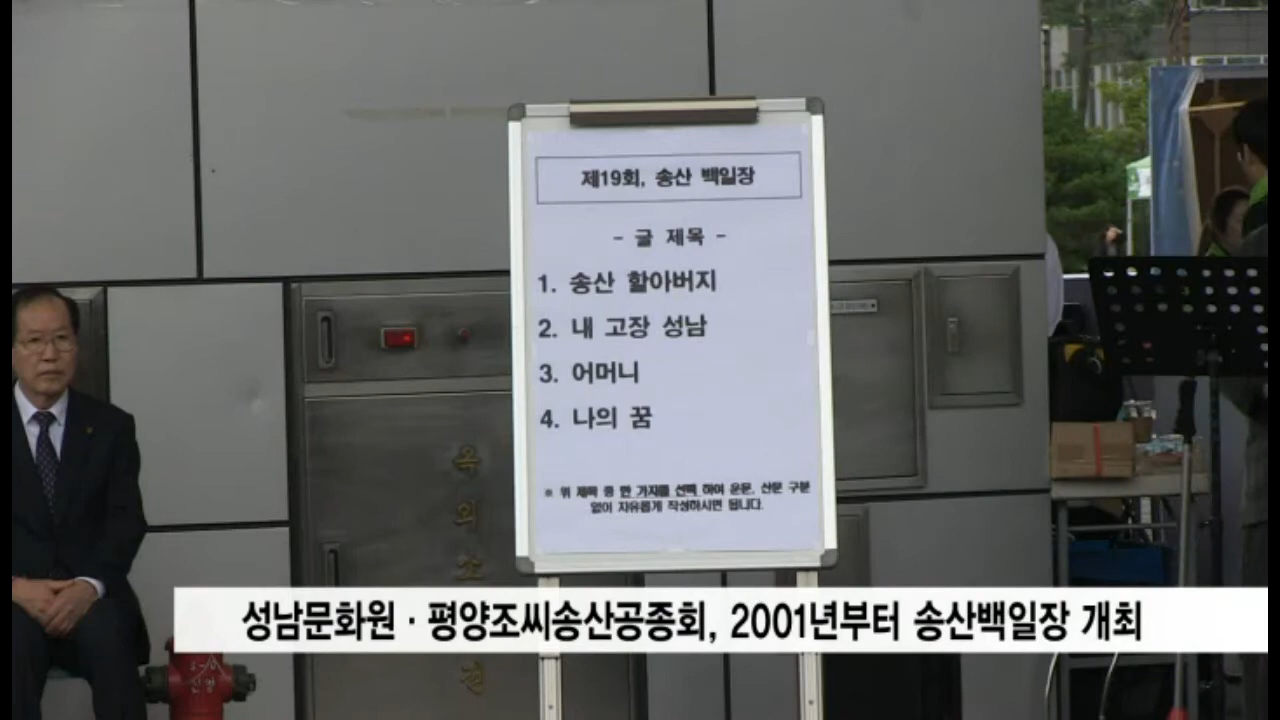 제19회, 송산 백일장
- 글 제목 -
1. 송산 할아버지
2. 내 고장 성남
3. 어머니
4. 나의 꿈
※ 위 제목 중 한 가지를 선택 하여 운문, 산문 구분
없이 자유롭게 작성하시면 됩니다.
옥외소
전
성남문화원·평양조씨송산공종회, 2001년부터 송산백일장 개최